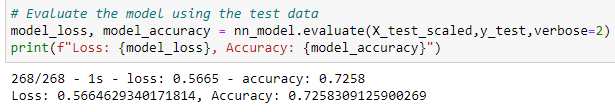 # Evaluate the model using the test data
model_loss, model_accuracy = nn_model.evaluate(X_test_scaled,y_test,verbose=2)
print(f"Loss: {model_loss}, Accuracy: {model_accuracy}")
268/268 - 1s - loss: 0.5665 - accuracy: 0.7258
Loss: 0.5664629340171814, Accuracy: 0.7258309125900269